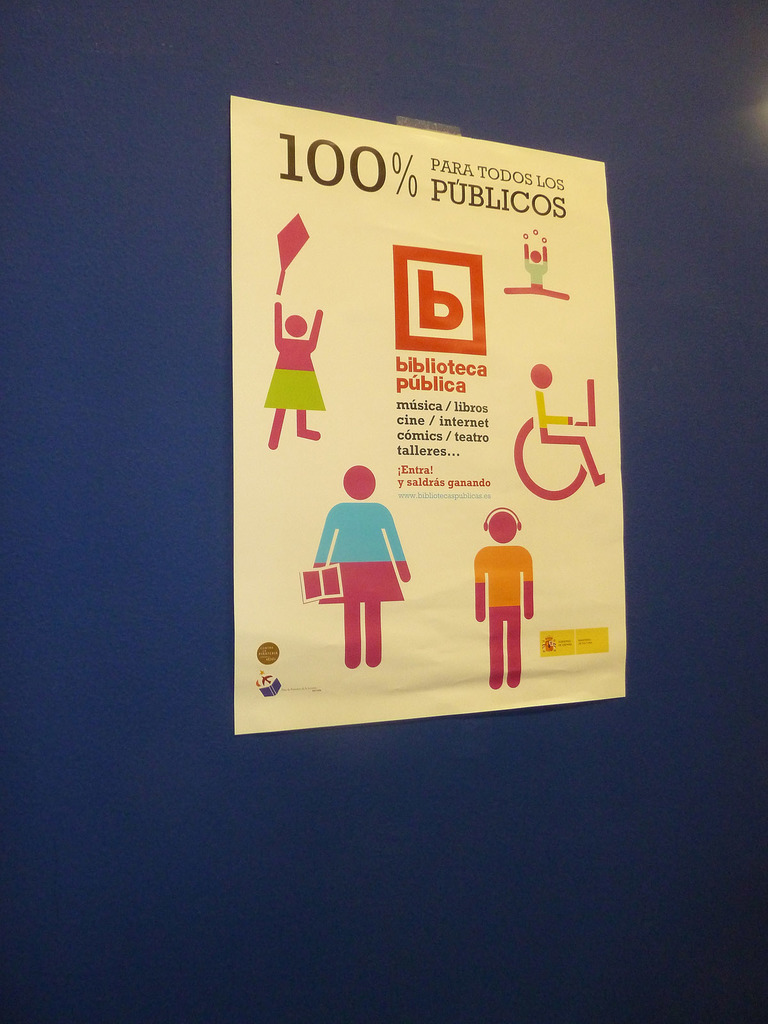 100% PARA TODOS LOS
PÚBLICOS
b
biblioteca
pública
música / libros
cine / internet
cómics / teatro
talleres...
¡Entra!
y saldrás ganando
www.bibliotecaspublicas.es